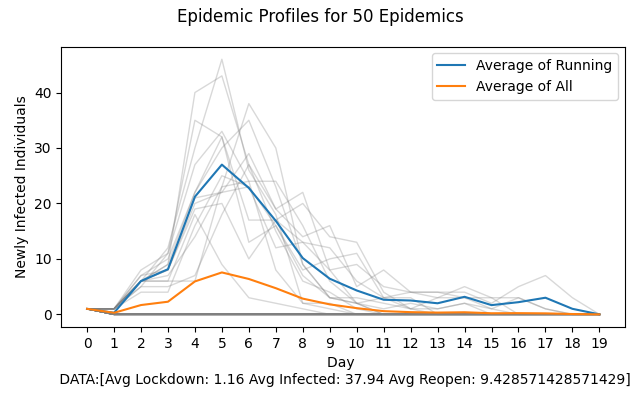 Epidemic Profiles for 50 Epidemics
Average of Running
Average of All
Newly Infected Individuals
40
30
20
10
0
0 1 2 3 4 5 6 7 8 9 10 11 12 13 14 15 16 17 18 19
Day
DATA:[Avg Lockdown: 1.16 Avg Infected: 37.94 Avg Reopen: 9.428571428571429]